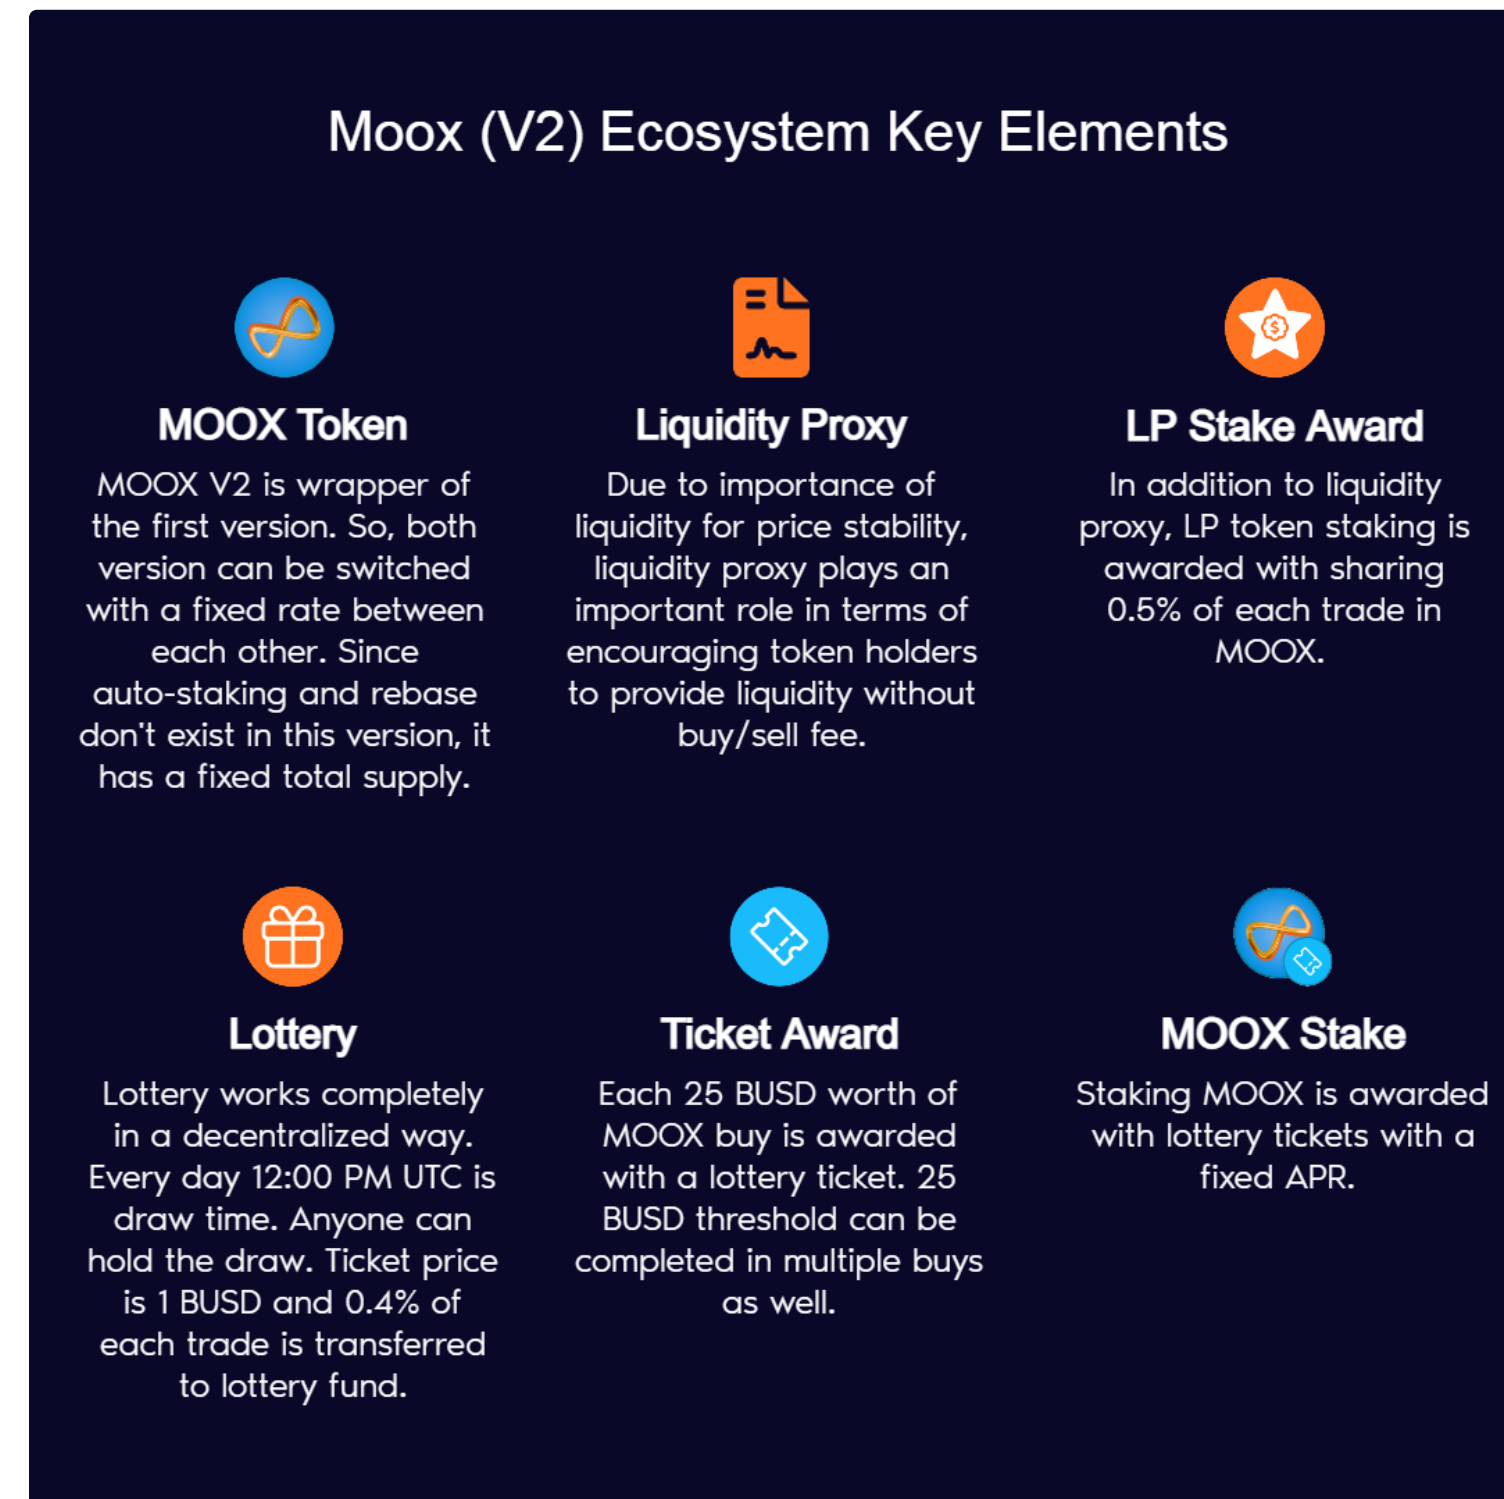 Moox (V2) Ecosystem Key Elements
MOOX Token
MOOX V2 is wrapper of
the first version. So, both
version can be switched
with a fixed rate between
each other. Since
auto-staking and rebase
don't exist in this version, it
has a fixed total supply.
Liquidity Proxy
Due to importance of
liquidity for price stability,
liquidity proxy plays an
important role in terms of
encouraging token holders
to provide liquidity without
buy/sell fee.
LP Stake Award
In addition to liquidity
proxy, LP token staking is
awarded with sharing
0.5% of each trade in
MOOX.
Lottery
Lottery works completely
in a decentralized way.
Every day 12:00 PM UTC is
draw time. Anyone can
hold the draw. Ticket price
is 1 BUSD and 0.4% of
each trade is transferred
to lottery fund.
Ticket Award
Each 25 BUSD worth of
MOOX buy is awarded
with a lottery ticket. 25
BUSD threshold can be
completed in multiple buys
as well.
MOOX Stake
Staking MOOX is awarded
with lottery tickets with a
fixed APR.